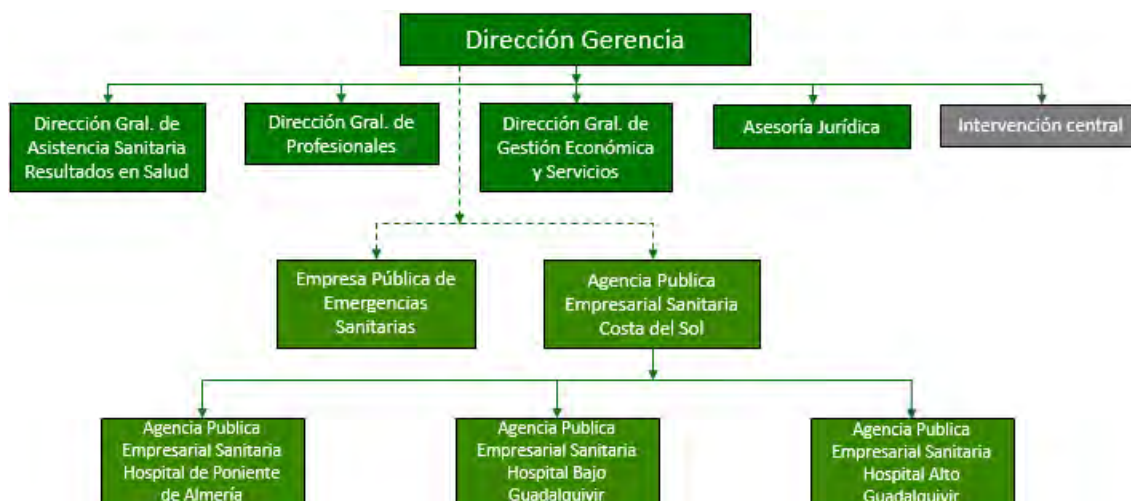 Dirección Gerencia
Dirección Gral. de
Asistencia Sanitaria
Resultados en Salud
Dirección Gral. de
Profesionales
Dirección Gral. de
Gestión Económica
y Servicios
Asesoría Jurídica
Intervención central
Empresa Pública de
Emergencias
Sanitarias
Agencia Publica
Empresarial Sanitaria
Costa del Sol
Agencia Publica
Empresarial Sanitaria
Hospital de Poniente
de Almería
Agencia Publica
Empresarial Sanitaria
Hospital Bajo
Guadalquivir
Agencia Publica
Empresarial Sanitaria
Hospital Alto
Guadalquivir